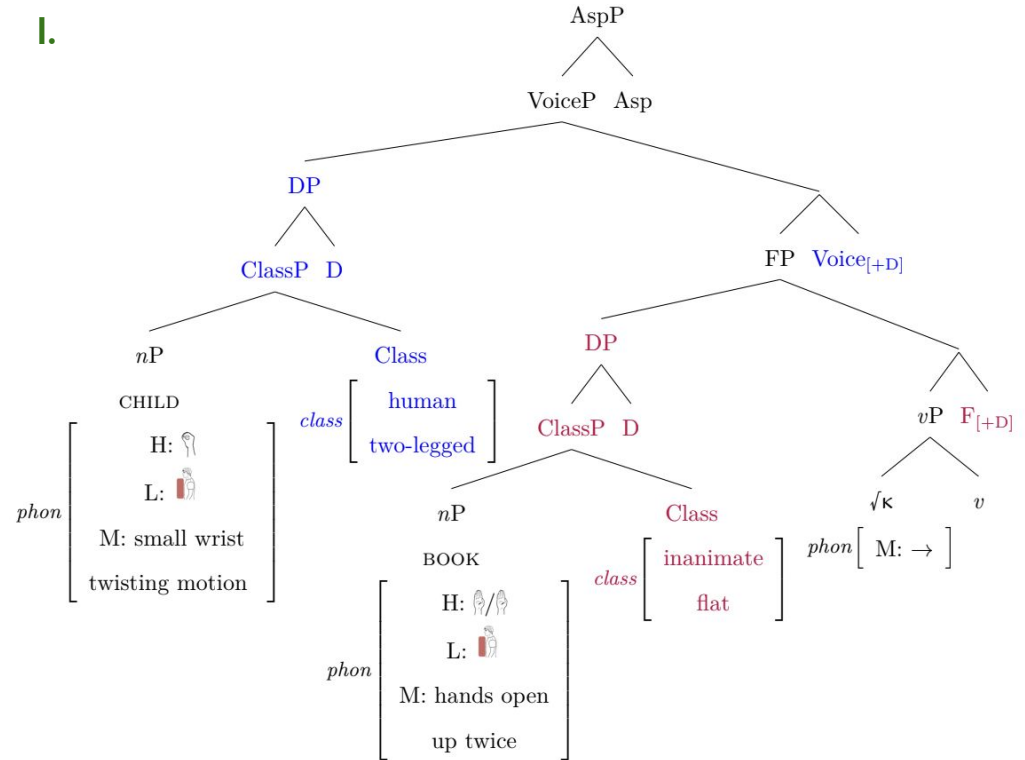 I.
AspP
VoiceP Asp
DP
FP Voice[+D]
ClassP D
DP
nP
Class
CHILD
class
human
two-legged
phon
H:
L:
M: small wrist
twisting motion
ClassP D
vP F[+D]
nP
Class
√κ
v
BOOK
class
inanimate
flat
phon
M: →
phon
H: /
L:
M: hands open
up twice